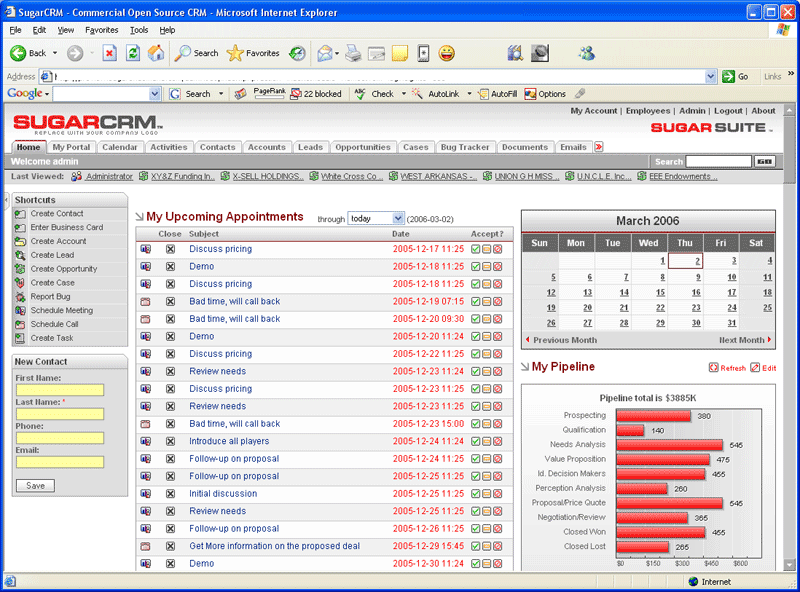 SugarCRM - Commercial Open Source CRM - Microsoft Internet Explorer
File Edit View Favorites Tools Help
Back Search Favorites
Address Go Links »
Google Search PageRank 22 blocked Check AutoLink AutoFill Options
My Account | Employees | Admin | Logout | About
SUGARCRM™ SUGAR SUITE™
REPLACE WITH YOUR COMPANY LOGO
Home My Portal Calendar Activities Contacts Accounts Leads Opportunities Cases Bug Tracker Documents Emails
Welcome admin Search GO
Last Viewed: Administrator XY&Z Funding In... X-SELL HOLDINGS... White Cross Co... WEST ARKANSAS -... UNION G H MISS ... U.N.C.L.E. Inc... EEE Endowments ...
Shortcuts
Create Contact
Enter Business Card
Create Account
Create Lead
Create Opportunity
Create Case
Report Bug
Schedule Meeting
Schedule Call
Create Task
New Contact
First Name:
Last Name: *
Phone:
Email:
Save
My Upcoming Appointments through today (2006-03-02)
Close Subject Date Accept?
Discuss pricing 2005-12-17 11:25
Demo 2005-12-18 11:25
Discuss pricing 2005-12-18 11:25
Bad time, will call back 2005-12-19 07:15
Bad time, will call back 2005-12-20 09:30
Demo 2005-12-20 11:24
Discuss pricing 2005-12-22 11:25
Review needs 2005-12-23 11:25
Discuss pricing 2005-12-23 11:25
Review needs 2005-12-23 11:25
Bad time, will call back 2005-12-23 15:00
Introduce all players 2005-12-24 11:24
Follow-up on proposal 2005-12-24 11:25
Follow-up on proposal 2005-12-25 11:25
Initial discussion 2005-12-25 11:25
Review needs 2005-12-25 11:25
Follow-up on proposal 2005-12-26 11:25
Get More information on the proposed deal 2005-12-29 15:45
Demo 2005-12-30 11:24
March 2006
Sun Mon Tue Wed Thu Fri Sat
1 2 3 4
5 6 7 8 9 10 11
12 13 14 15 16 17 18
19 20 21 22 23 24 25
26 27 28 29 30 31
Previous Month Next Month
My Pipeline Refresh Edit
Pipeline total is $3885K
Prospecting 380
Qualification 140
Needs Analysis 545
Value Proposition 475
Id. Decision Makers 455
Perception Analysis 260
Proposal/Price Quote 545
Negotiation/Review 365
Closed Won 455
Closed Lost 265
$0 $150 $300 $450 $600
Internet